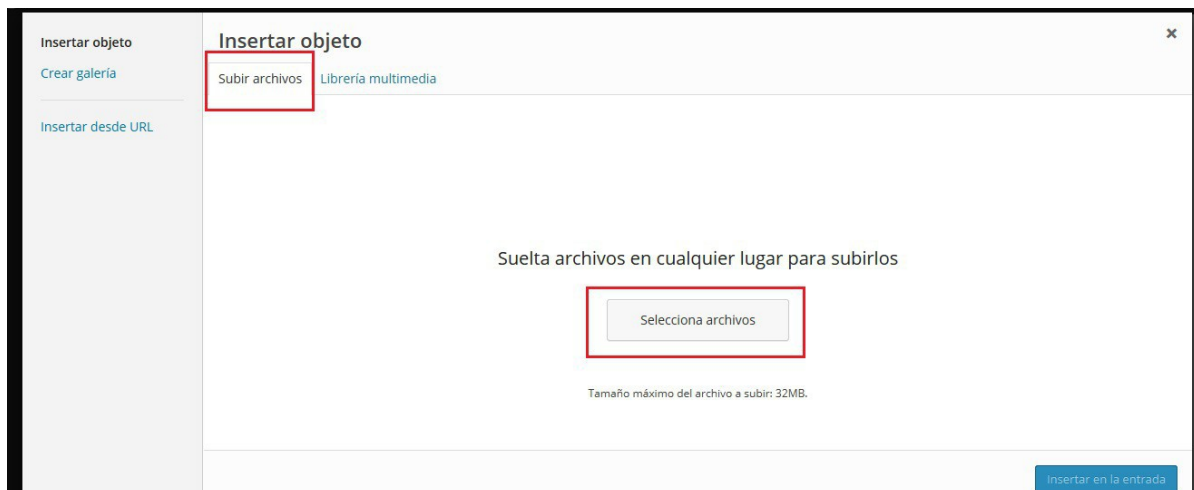 Insertar objeto
Crear galería
Insertar desde URL
Insertar objeto
Subir archivos
Librería multimedia
Suelta archivos en cualquier lugar para subirlos
Selecciona archivos
Tamaño máximo del archivo a subir: 32MB.
Insertar en la entrada